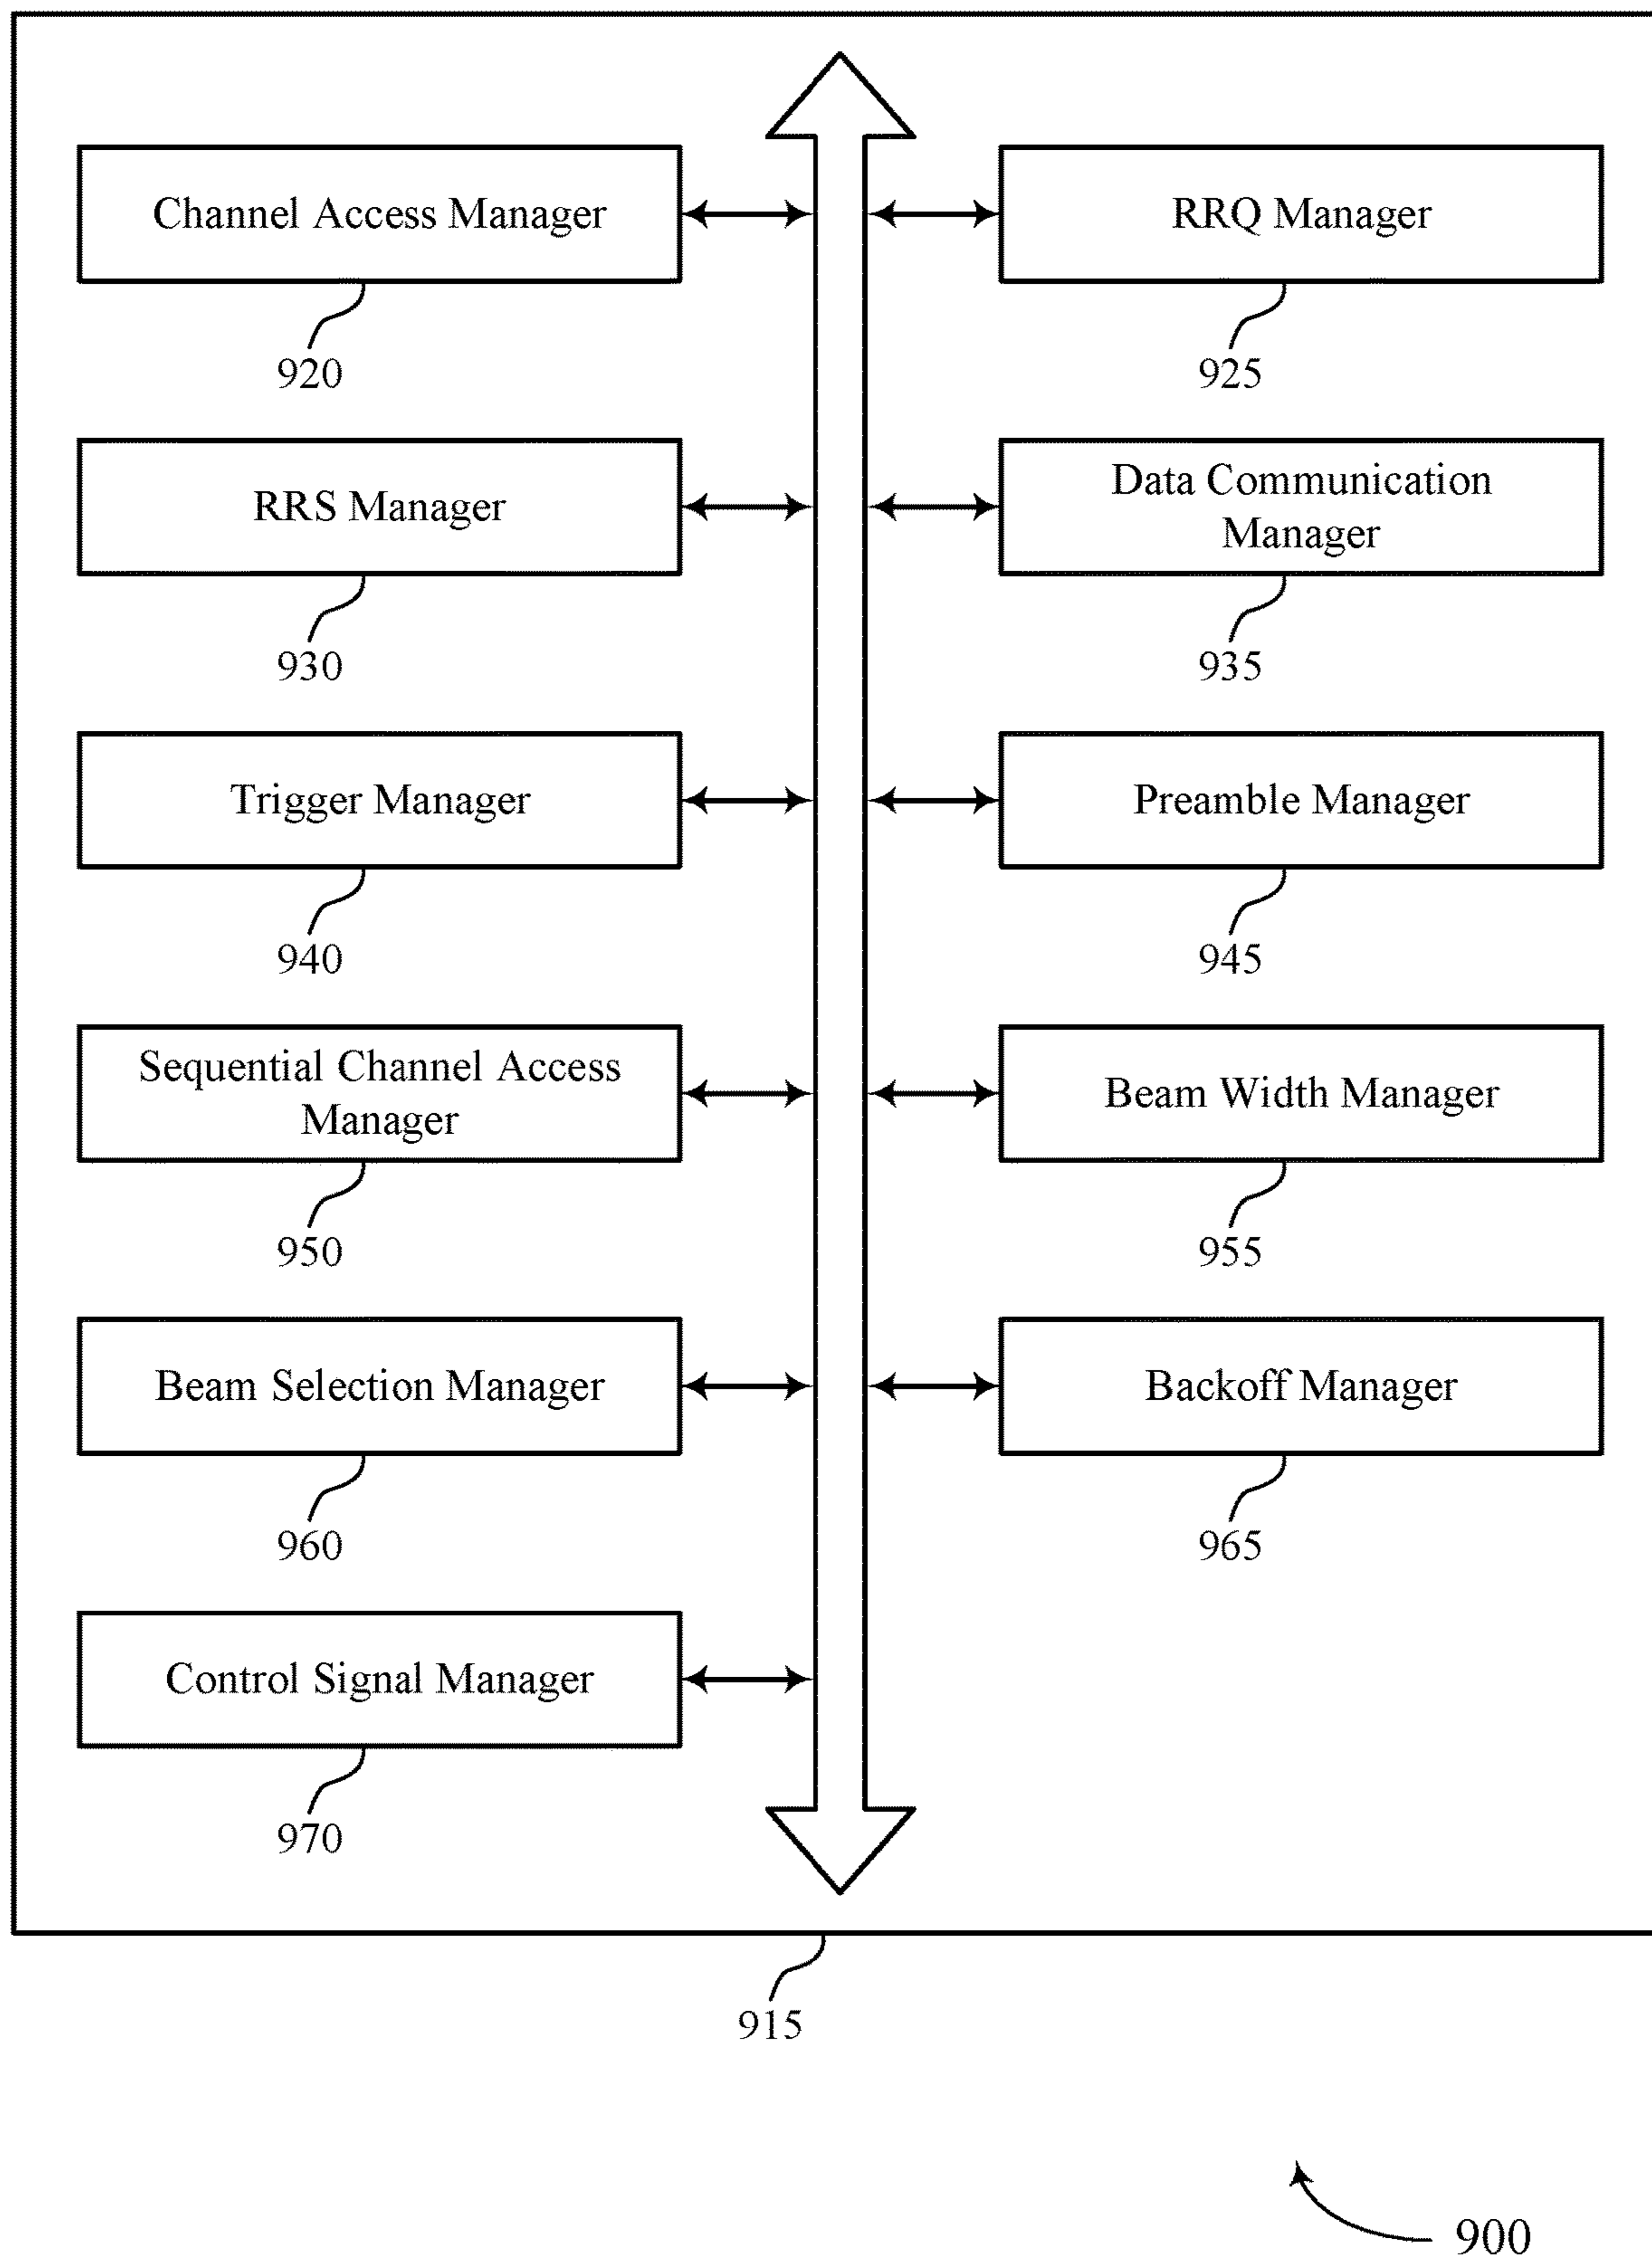 Channel Access Manager
920
RRQ Manager
925
RRS Manager
930
Data Communication
Manager
935
Trigger Manager
940
Preamble Manager
945
Sequential Channel Access
Manager
950
Beam Width Manager
955
Beam Selection Manager
960
Backoff Manager
965
Control Signal Manager
970
915
900